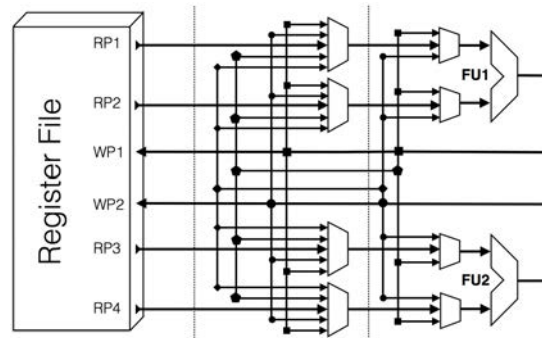 Register File
RP1
RP2
WP1
WP2
RP3
RP4
FU1
FU2